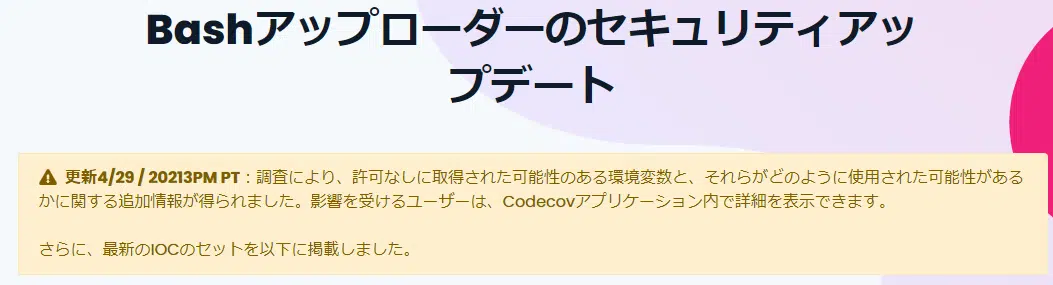 Bashアップローダーのセキュリティアッ
プデート
更新4/29 / 20213PM PT：調査により、許可なしに取得された可能性のある環境変数と、それらがどのように使用された可能性がある
かに関する追加情報が得られました。影響を受けるユーザーは、Codecovアプリケーション内で詳細を表示できます。
さらに、最新のIOCのセットを以下に掲載しました。